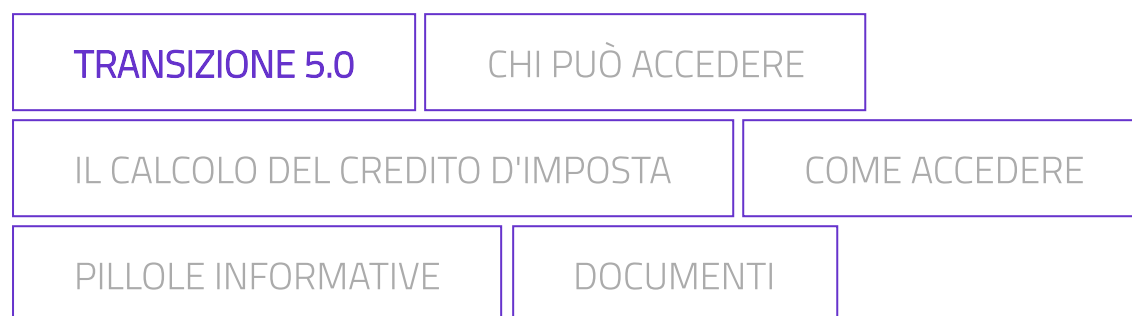 TRANSIZIONE 5.0
CHI PUÒ ACCEDERE
IL CALCOLO DEL CREDITO D'IMPOSTA
COME ACCEDERE
PILLOLE INFORMATIVE
DOCUMENTI